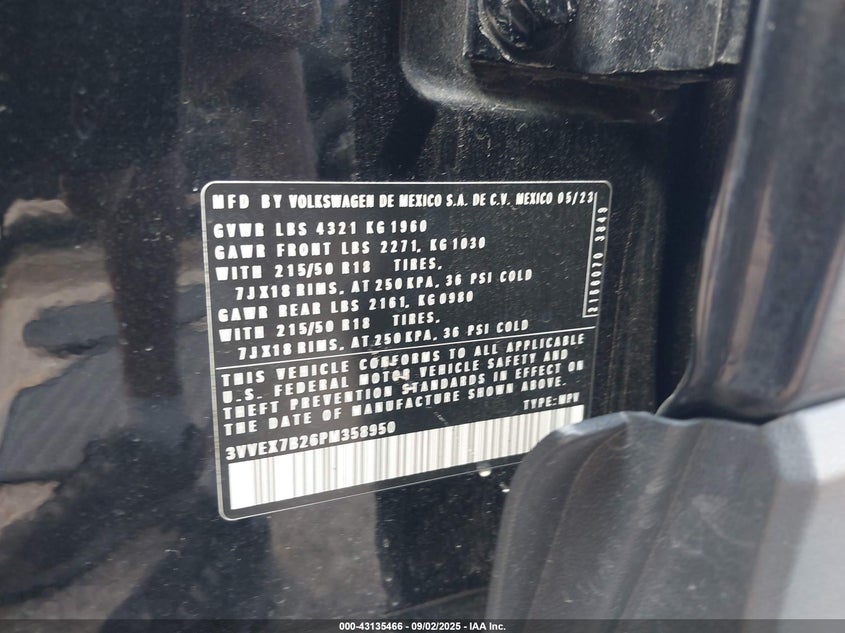 MFD BY VOLKSWAGEN DE MEXICO S.A. DE C.V. MEXICO 05/23
GVWR LBS 4321 KG 1960
GAWR FRONT LBS 2271, KG 1030
WITH 215/50 R18 TIRES,
7JX18 RIMS, AT 250 KPA, 36 PSI COLD
GAWR REAR LBS 2161, KG 0980
WITH 215/50 R18 TIRES,
7JX18 RIMS, AT 250 KPA, 36 PSI COLD
THIS VEHICLE CONFORMS TO ALL APPLICABLE
U.S. FEDERAL MOTOR VEHICLE SAFETY AND
THEFT PREVENTION STANDARDS IN EFFECT ON
THE DATE OF MANUFACTURE SHOWN ABOVE.
3VVEX7B26PM358950 TYPE: MPV
000-43135466 - 09/02/2025 - IAA Inc.